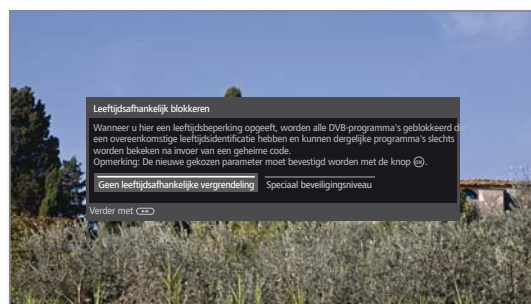 Leeftijdsafhankelijk blokkeren
Wanneer u hier een leeftijdsbeperking opgeeft, worden alle DVB-programma's geblokkeerd die
een overeenkomstige leeftijdsidentificatie hebben en kunnen dergelijke programma's slechts
worden bekeken na invoer van een geheime code.
Opmerking: De nieuwe gekozen parameter moet bevestigd worden met de knop OK.
Geen leeftijdsafhankelijke vergrendeling Speciaal beveiligingsniveau
Verder met